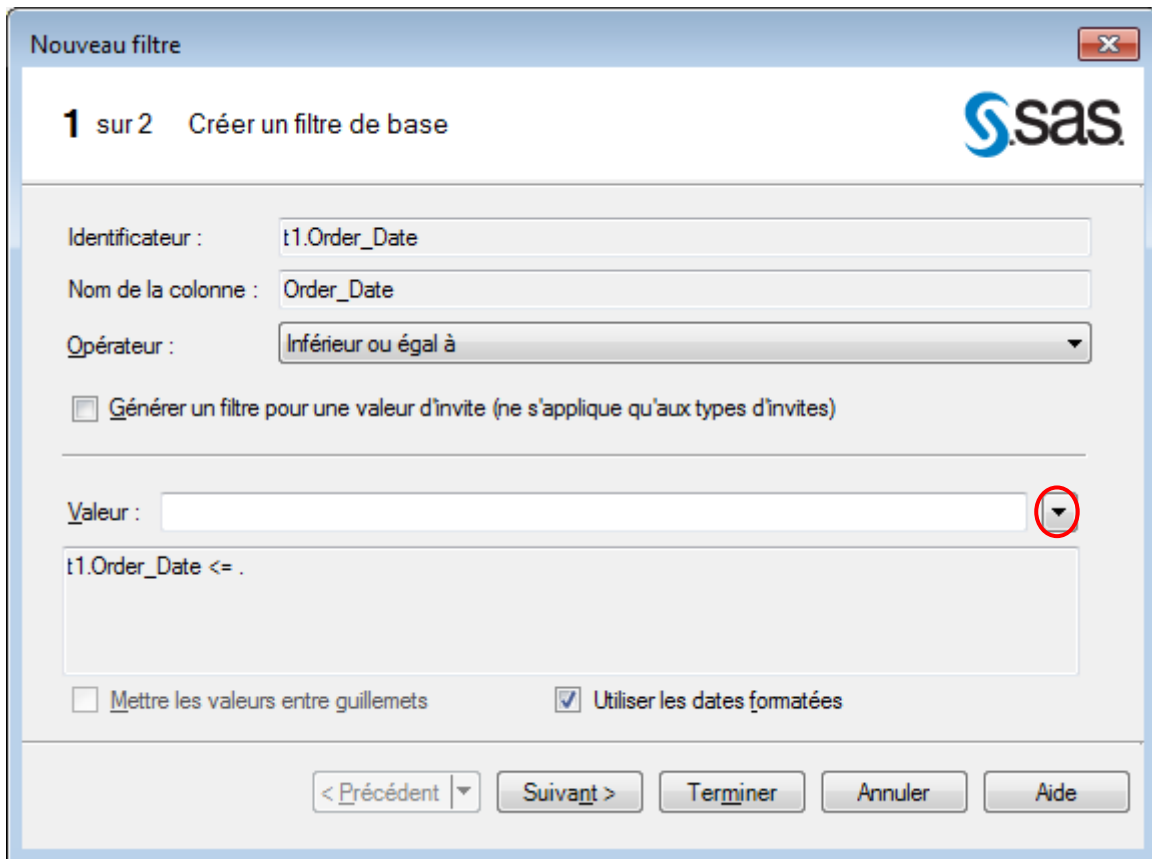 Nouveau filtre
1 sur 2 Créer un filtre de base
sas
Identificateur : t1.Order_Date
Nom de la colonne : Order_Date
Opérateur : Inférieur ou égal à
Générer un filtre pour une valeur d'invite (ne s'applique qu'aux types d'invites)
Valeur :
t1.Order_Date <= .
Mettre les valeurs entre guillemets Utiliser les dates formatées
< Précédent Suivant > Terminer Annuler Aide